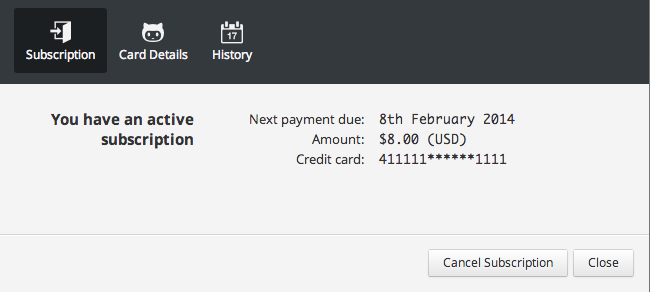 Subscription Card Details History
17
You have an active
subscription
Next payment due: 8th February 2014
Amount: $8.00 (USD)
Credit card: 411111******1111
Cancel Subscription Close